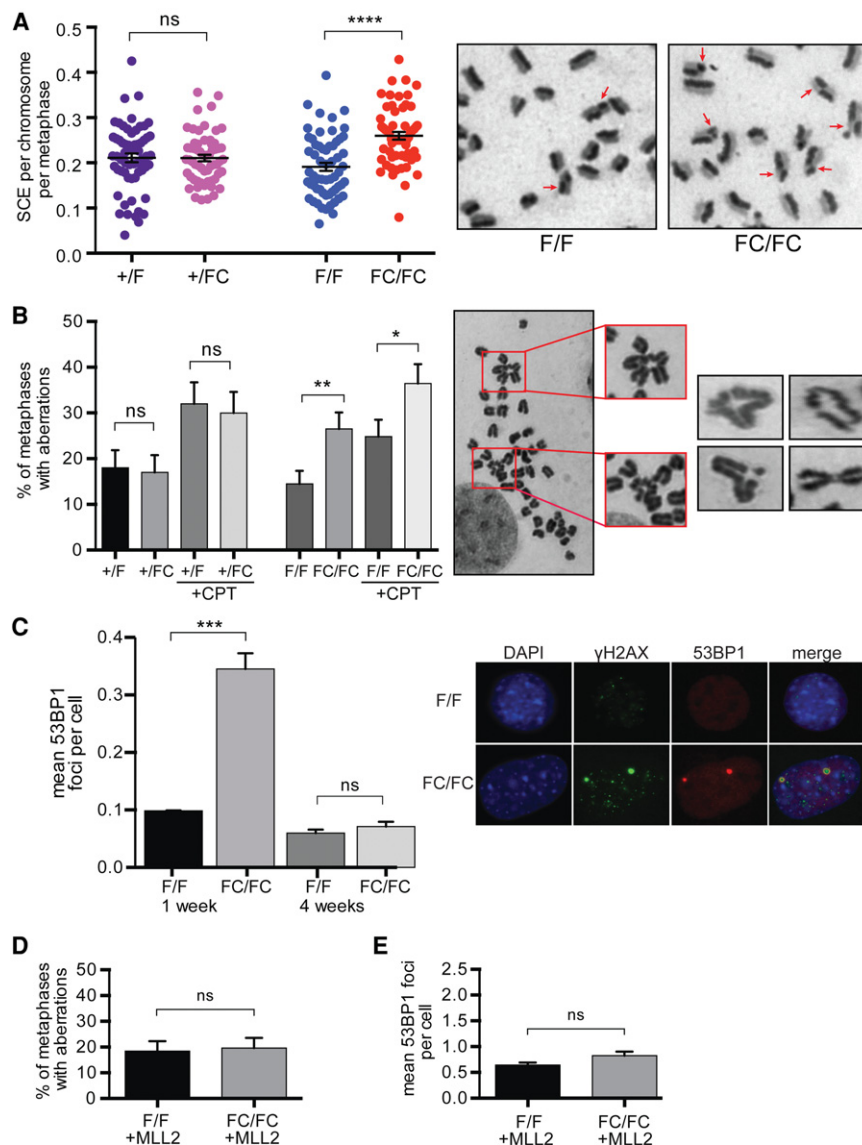 A
ns
****
0.5
0.4
0.3
0.2
0.1
0.0
SCE per chromosome
per metaphase
+/F
+/FC
F/F
FC/FC
F/F
FC/FC
B
50
40
30
20
10
0
% of metaphases
with aberrations
ns
ns
**
*
+/F
+/FC
+/F
+/FC
+CPT
F/F
FC/FC
F/F
FC/FC
+CPT
C
0.4
0.3
0.2
0.1
0.0
mean 53BP1
foci per cell
***
ns
F/F
FC/FC
F/F
FC/FC
1 week
4 weeks
DAPI
γH2AX
53BP1
merge
F/F
FC/FC
D
50
40
30
20
10
0
% of metaphases
with aberrations
ns
F/F
+MLL2
FC/FC
+MLL2
E
2.5
2.0
1.5
1.0
0.5
0.0
mean 53BP1 foci
per cell
ns
F/F
+MLL2
FC/FC
+MLL2